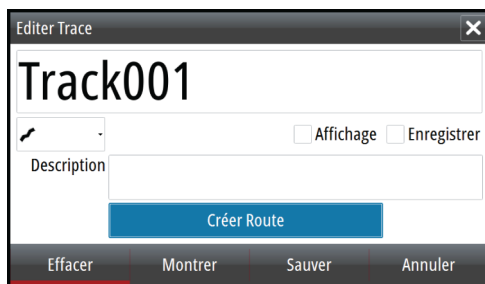 Editer Trace
Track001
Affichage Enregistrer
Description
Créer Route
Effacer Montrer Sauver Annuler